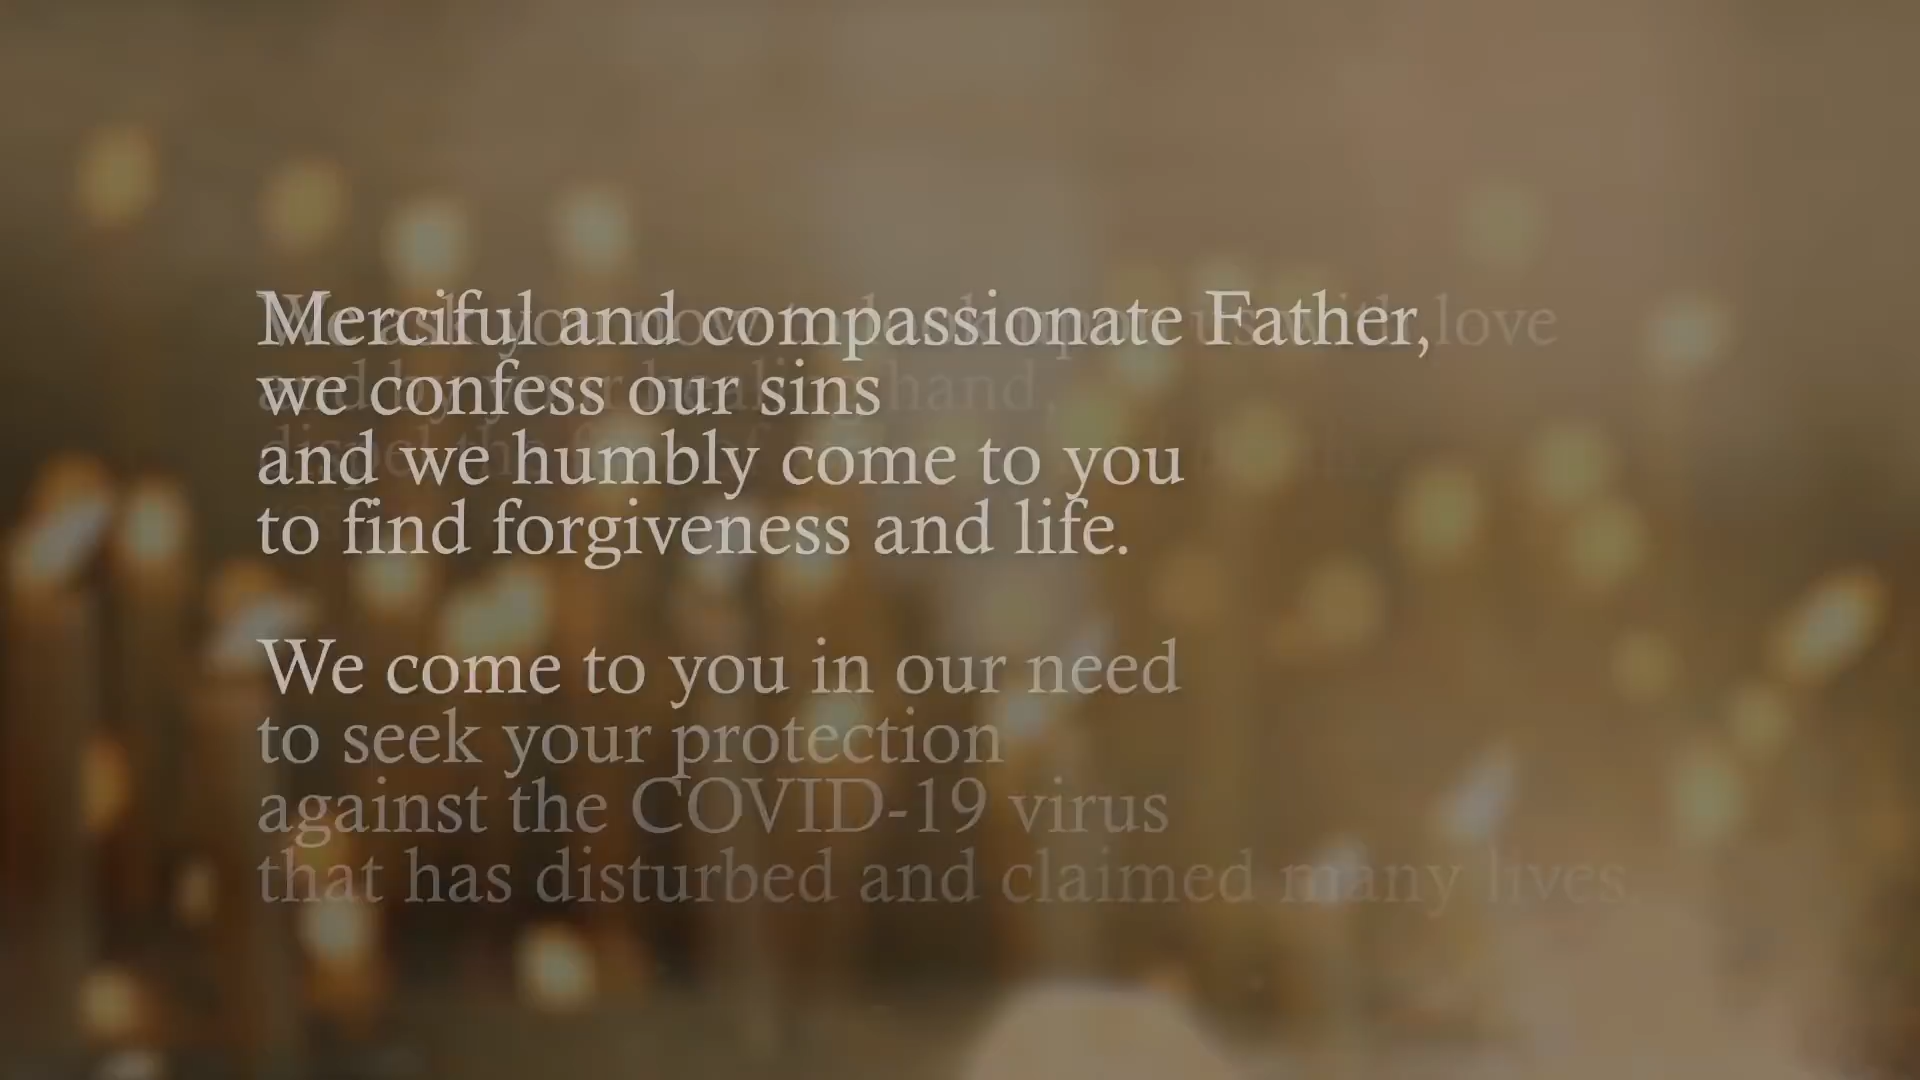 Merciful and compassionate Father,
we confess our sins
and we humbly come to you
to find forgiveness and life.
We come to you in our need
to seek your protection
against the COVID-19 virus
that has disturbed and claimed many lives.
love
hand,